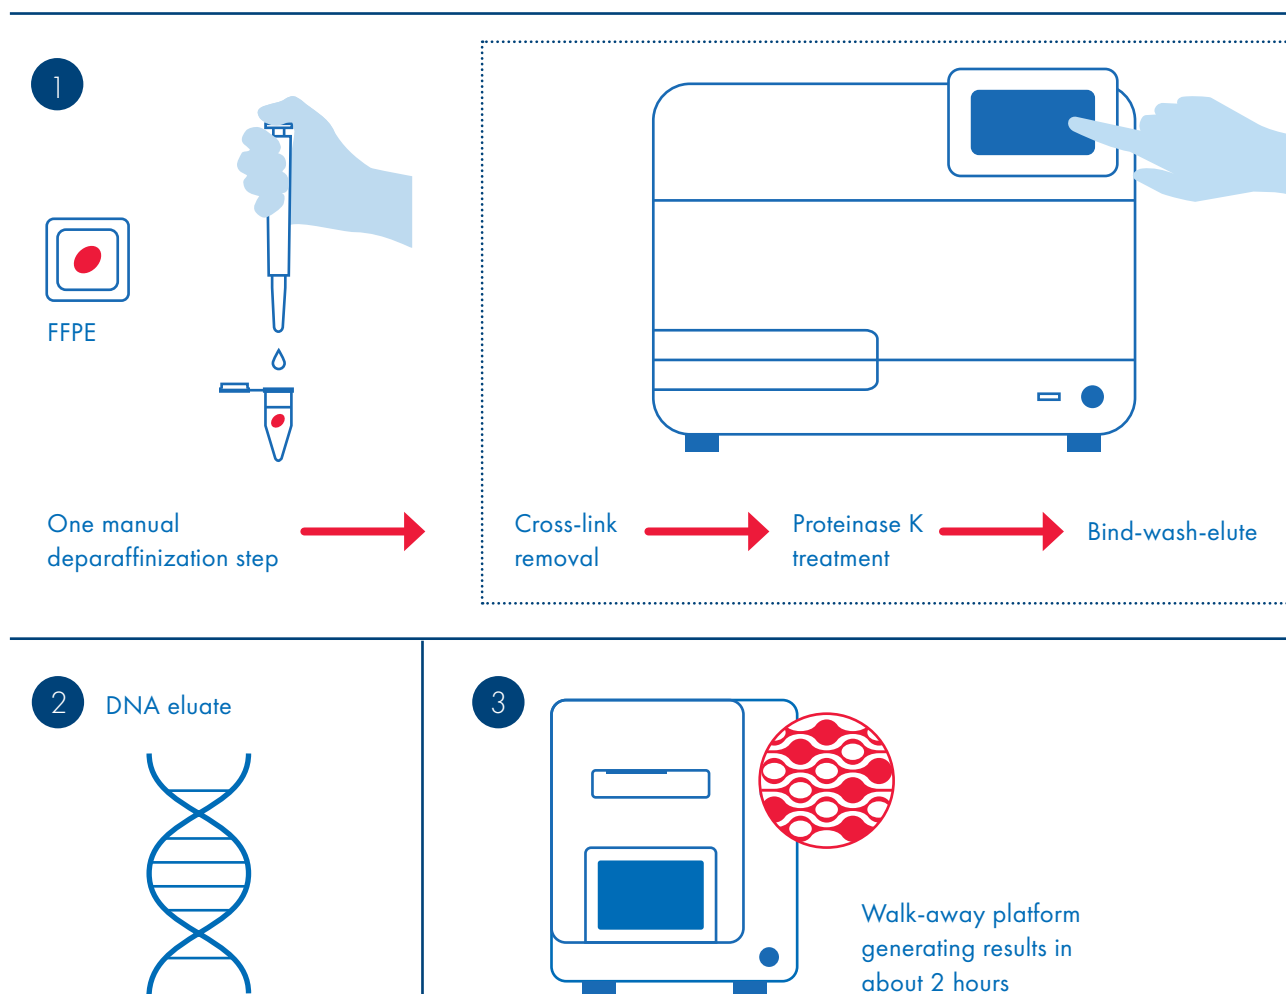 1
FFPE
One manual
deparaffinization step
Cross-link
removal
Proteinase K
treatment
Bind-wash-elute
2
DNA eluate
3
Walk-away platform
generating results in
about 2 hours